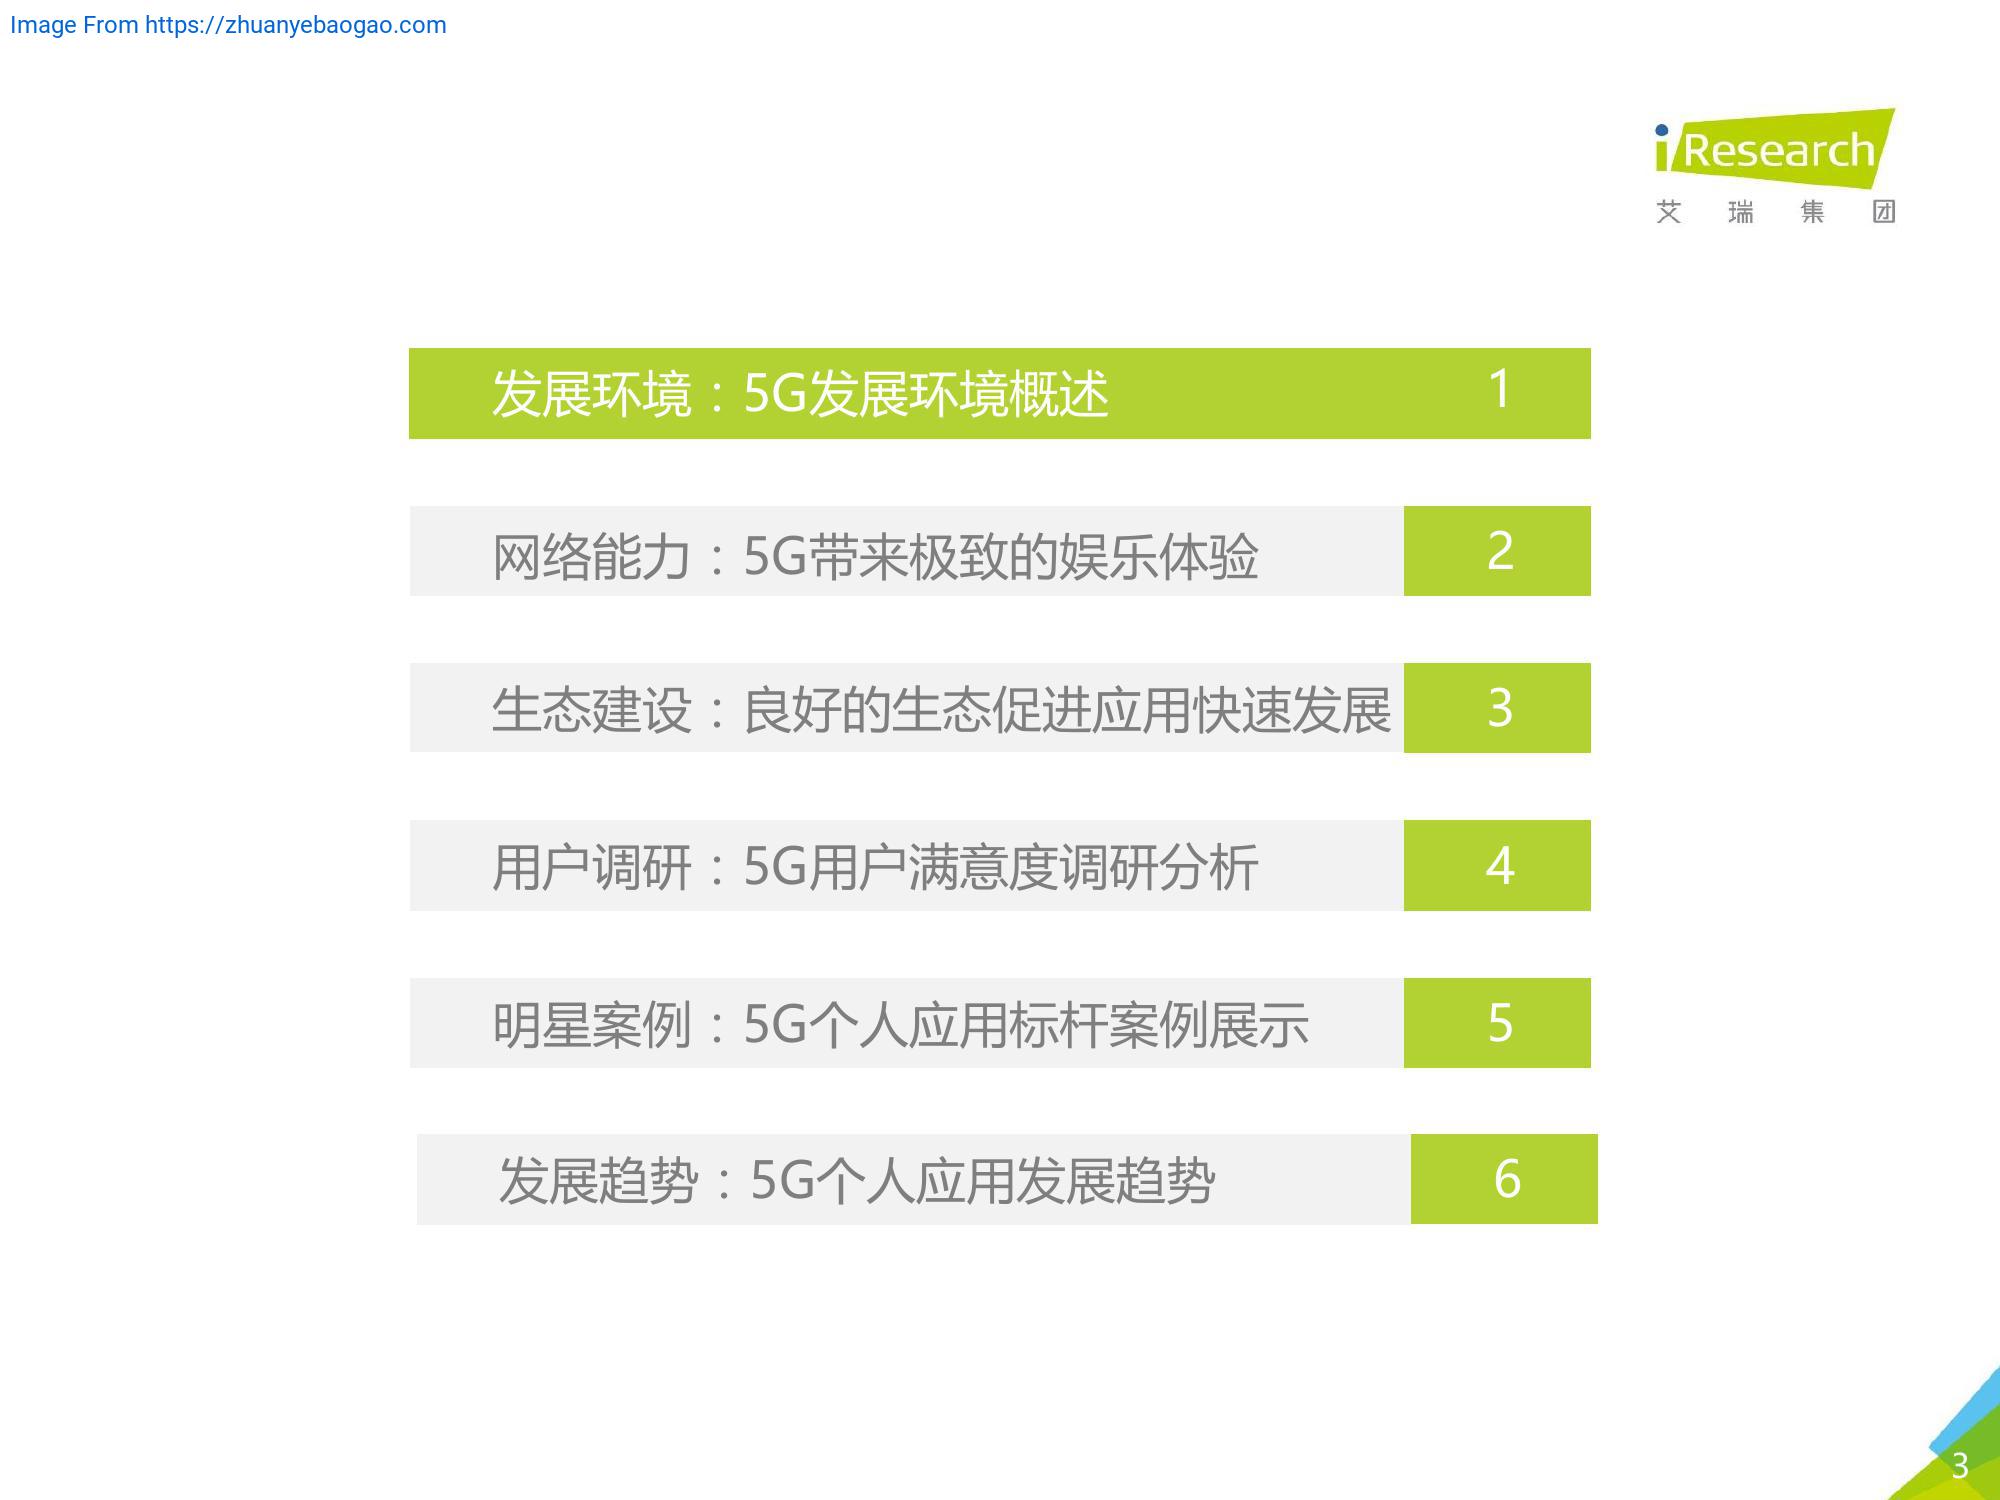 Image From https://zhuanyebaogao.com
iResearch
艾瑞集团
发展环境：5G发展环境概述 1
网络能力：5G带来极致的娱乐体验 2
生态建设：良好的生态促进应用快速发展 3
用户调研：5G用户满意度调研分析 4
明星案例：5G个人应用标杆案例展示 5
发展趋势：5G个人应用发展趋势 6
3